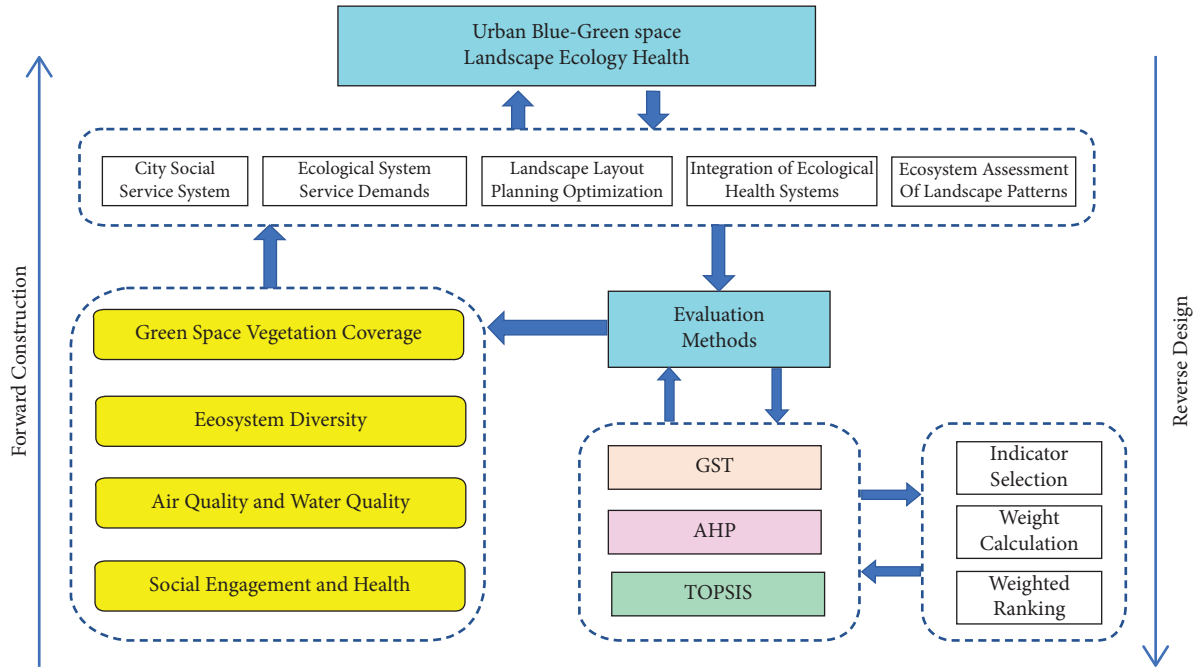 Urban Blue-Green space
Landscape Ecology Health
City Social
Service System
Ecological System
Service Demands
Landscape Layout
Planning Optimization
Integration of Ecological
Health Systems
Ecosystem Assessment
Of Landscape Patterns
Forward Construction
Green Space Vegetation Coverage
Eeosystem Diversity
Air Quality and Water Quality
Social Engagement and Health
Evaluation
Methods
GST
AHP
TOPSIS
Indicator
Selection
Weight
Calculation
Weighted
Ranking
Reverse Design